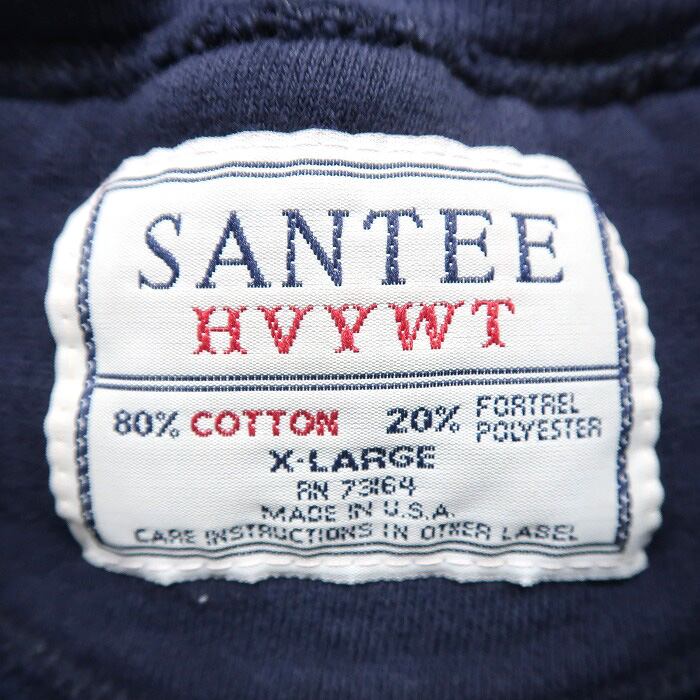 SANTEE
HVYWT
80% COTTON 20% FORTREL POLYESTER
X-LARGE
RN 73164
MADE IN U.S.A.
CARE INSTRUCTIONS IN OTHER LABEL